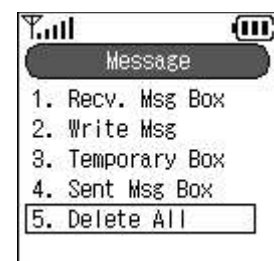 Message
1. Recv. Msg Box
2. Write Msg
3. Temporary Box
4. Sent Msg Box
5. Delete All